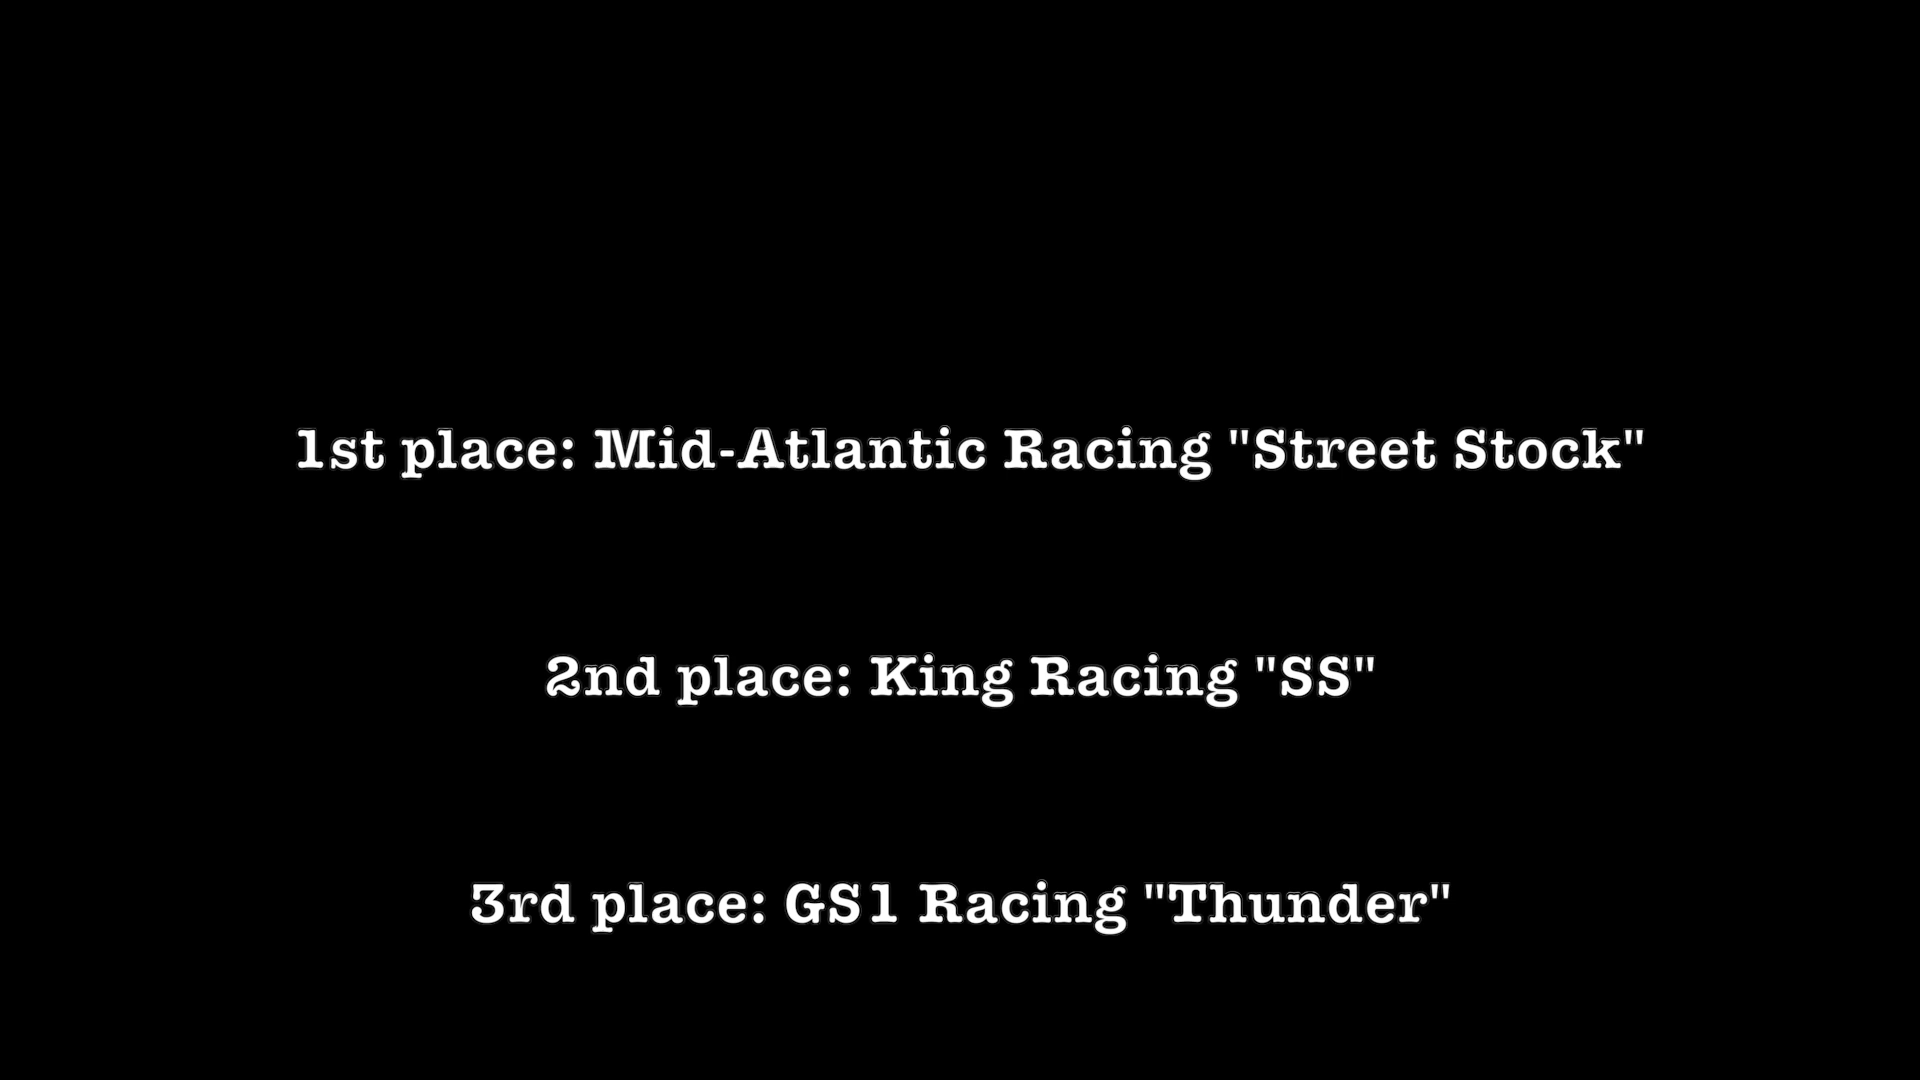 1st place: Mid-Atlantic Racing "Street Stock"
2nd place: King Racing "SS"
3rd place: GS1 Racing "Thunder"